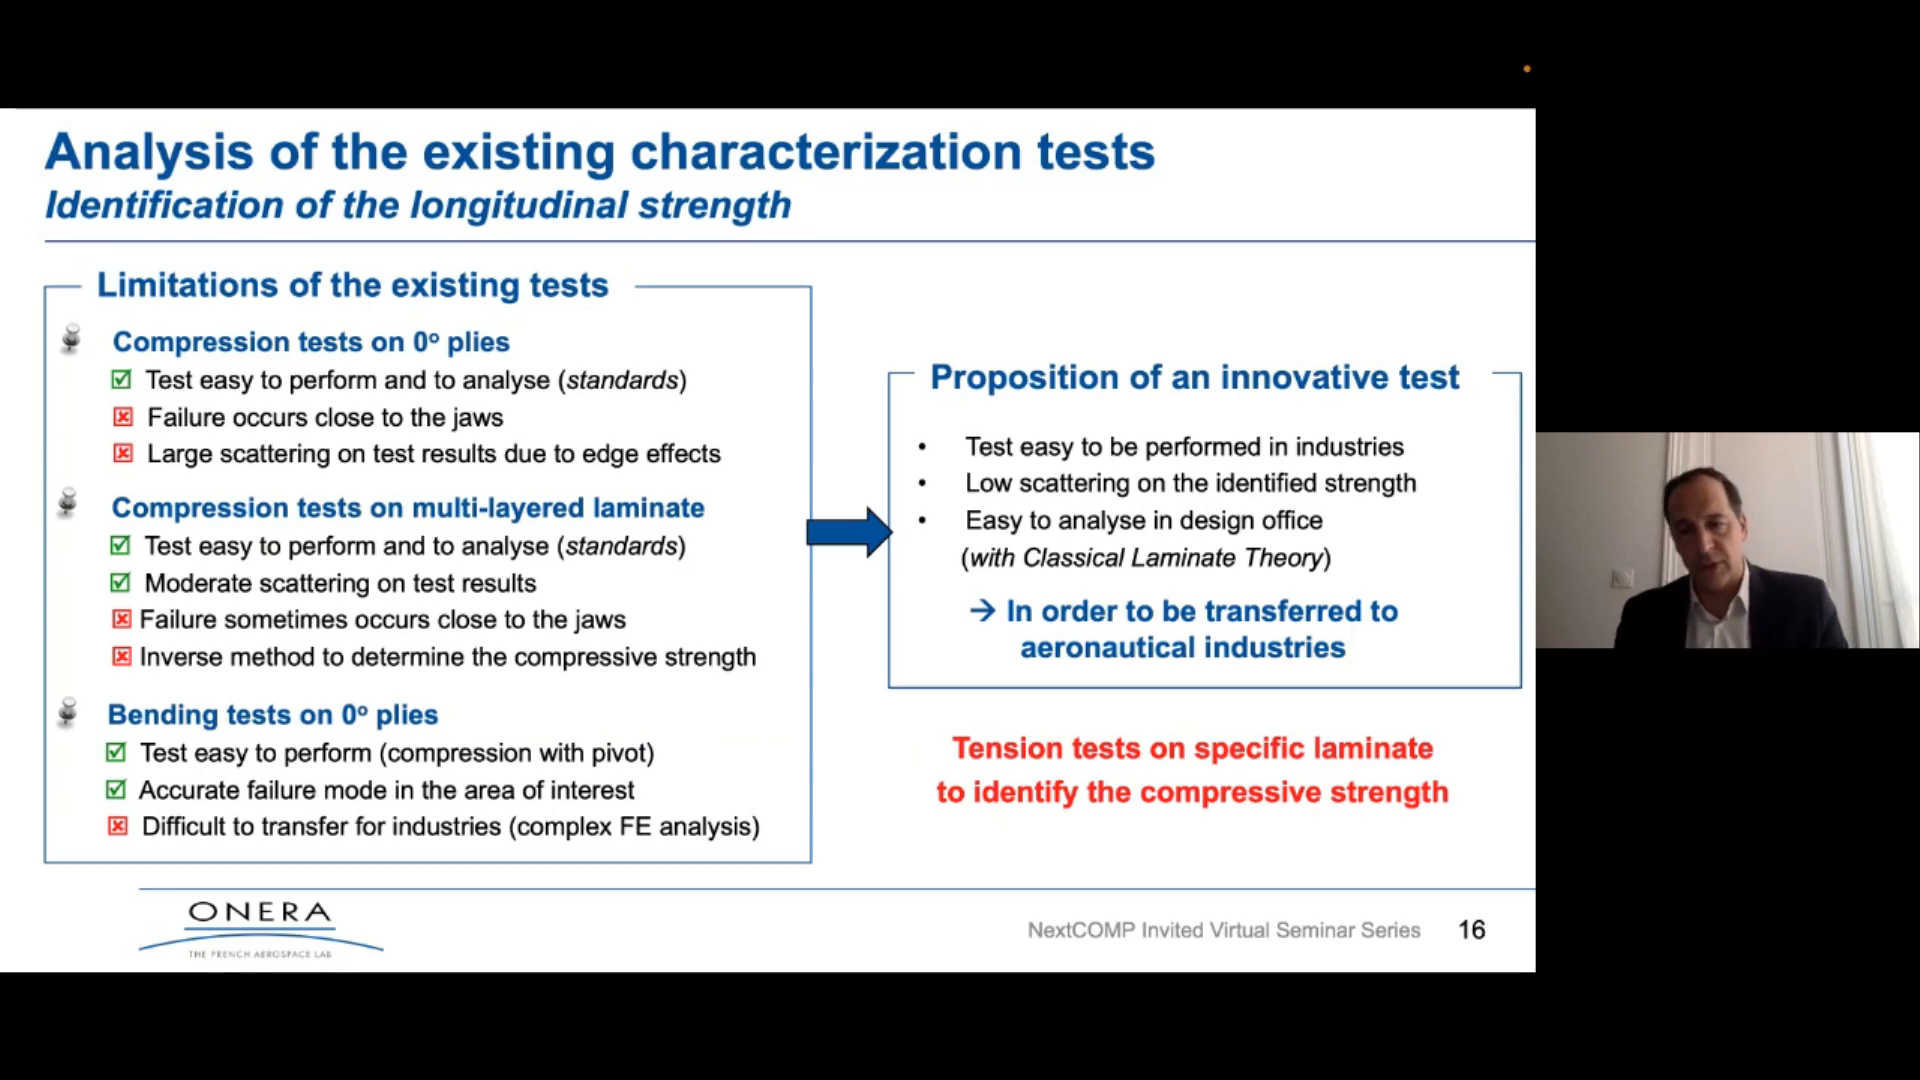 Analysis of the existing characterization tests
Identification of the longitudinal strength
Limitations of the existing tests
Compression tests on 0° plies
Test easy to perform and to analyse (standards)
Failure occurs close to the jaws
Large scattering on test results due to edge effects
Compression tests on multi-layered laminate
Test easy to perform and to analyse (standards)
Moderate scattering on test results
Failure sometimes occurs close to the jaws
Inverse method to determine the compressive strength
Bending tests on 0° plies
Test easy to perform (compression with pivot)
Accurate failure mode in the area of interest
Difficult to transfer for industries (complex FE analysis)
Proposition of an innovative test
• Test easy to be performed in industries
• Low scattering on the identified strength
• Easy to analyse in design office
(with Classical Laminate Theory)
→ In order to be transferred to
aeronautical industries
Tension tests on specific laminate
to identify the compressive strength
ONERA
THE FRENCH AEROSPACE LAB
NextCOMP Invited Virtual Seminar Series 16